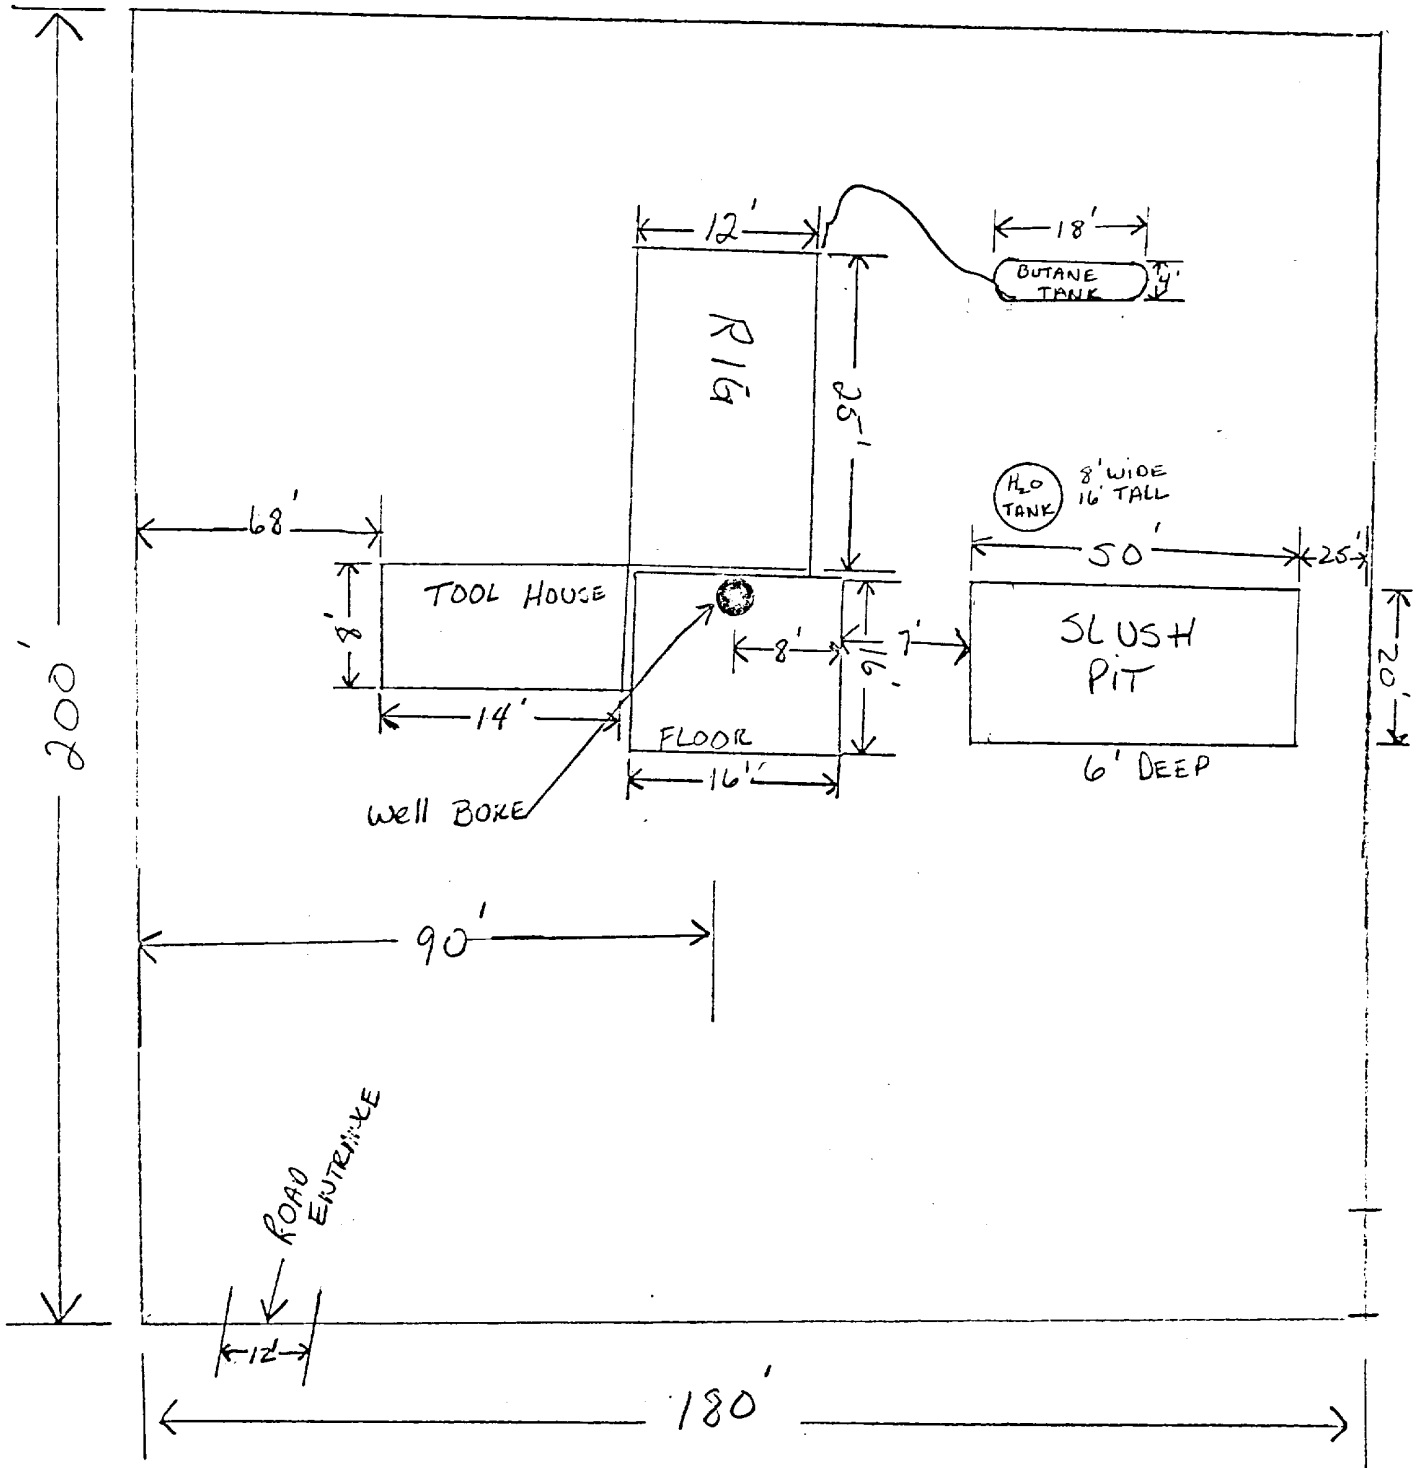 12'
18'
BUTANE
TANK
4'
RIG
25'
H₂O
TANK
8' WIDE
16' TALL
68'
50'
25'
TOOL HOUSE
8'
8'
16'
7'
SLUSH
PIT
20'
14'
FLOOR
16'
6' DEEP
Well BORE
200'
90'
ROAD
ENTRANCE
12'
180'